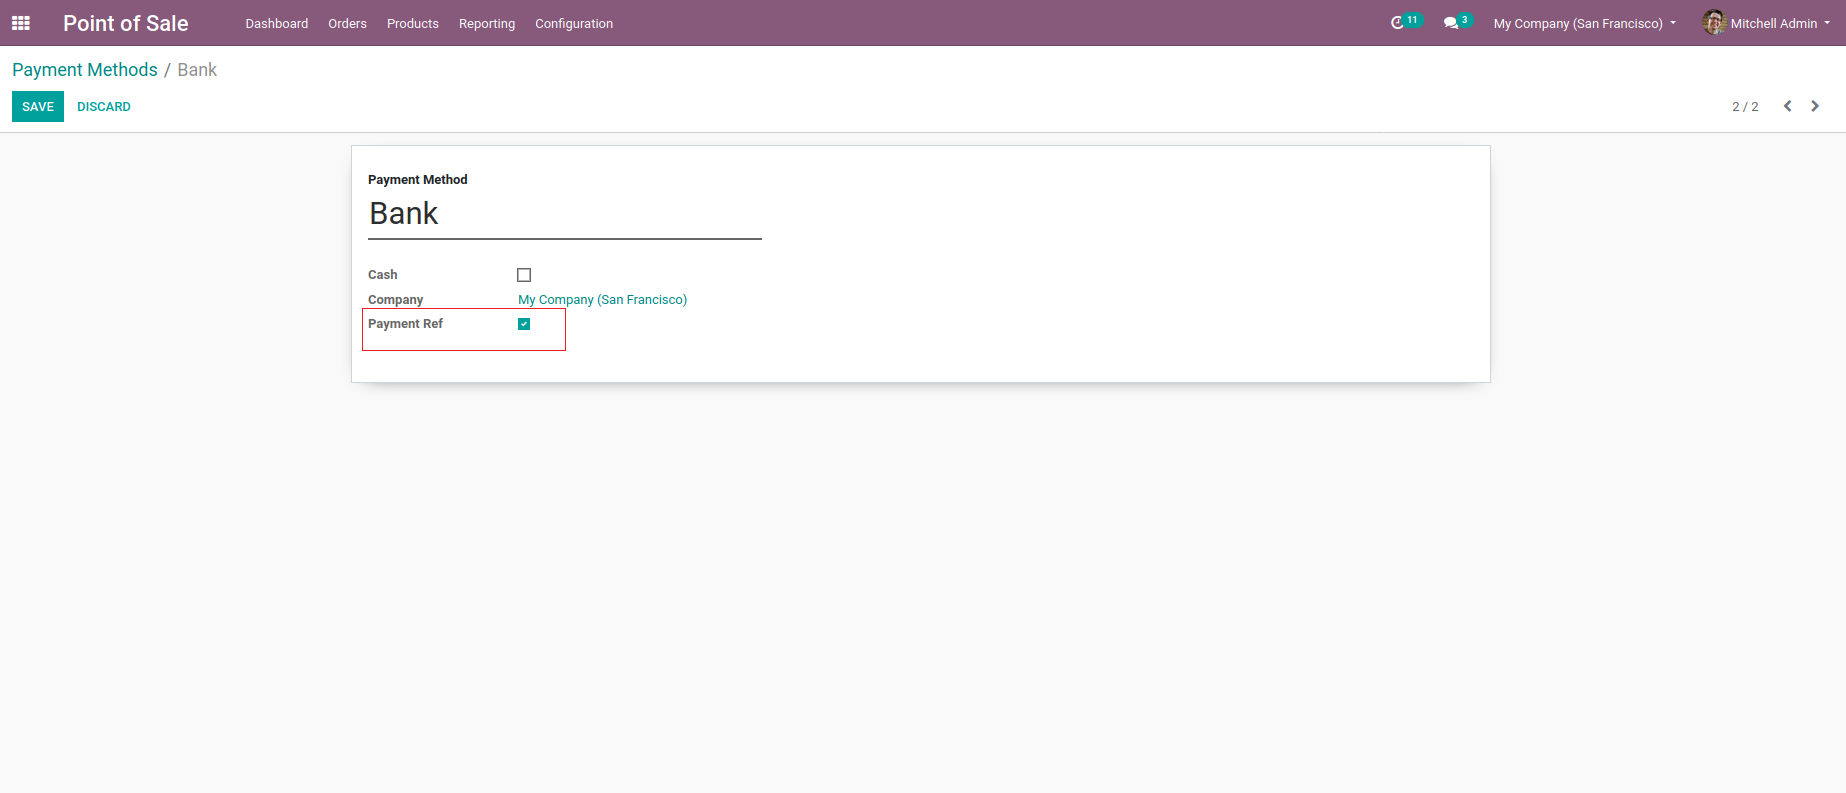 Point of Sale Dashboard Orders Products Reporting Configuration 11 3 My Company (San Francisco) Mitchell Admin
Payment Methods / Bank
SAVE DISCARD 2 / 2
Payment Method
Bank
Cash
Company My Company (San Francisco)
Payment Ref